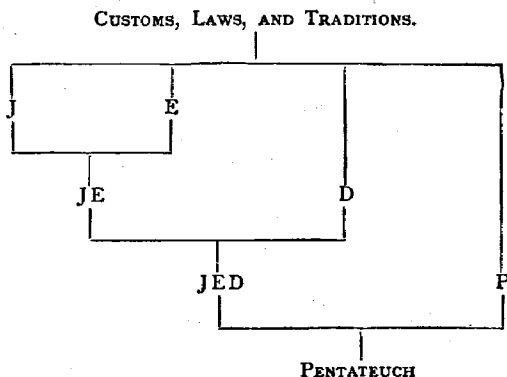 Customs, Laws, and Traditions.
J E
JE D
JED P
Pentateuch